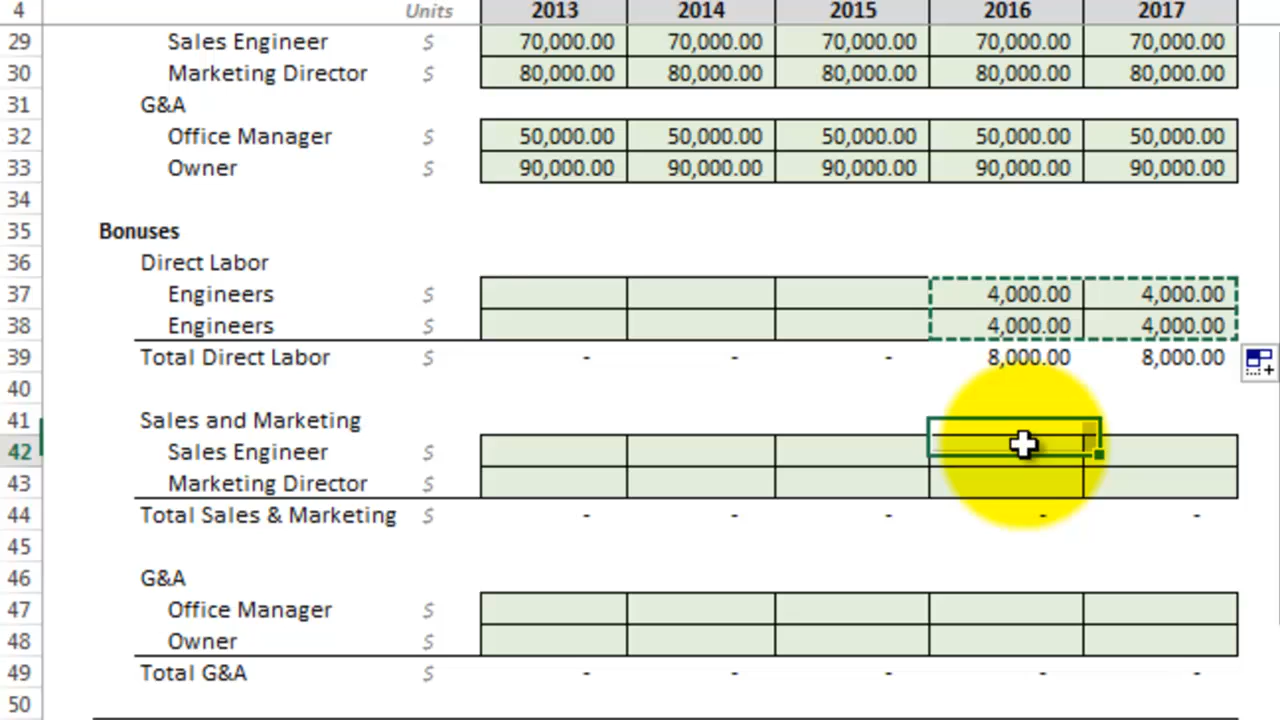 4 Units 2013 2014 2015 2016 2017
29 Sales Engineer $ 70,000.00 70,000.00 70,000.00 70,000.00 70,000.00
30 Marketing Director $ 80,000.00 80,000.00 80,000.00 80,000.00 80,000.00
31 G&A
32 Office Manager $ 50,000.00 50,000.00 50,000.00 50,000.00 50,000.00
33 Owner $ 90,000.00 90,000.00 90,000.00 90,000.00 90,000.00
34
35 Bonuses
36 Direct Labor
37 Engineers $ 4,000.00 4,000.00
38 Engineers $ 4,000.00 4,000.00
39 Total Direct Labor $ - - - 8,000.00 8,000.00
40
41 Sales and Marketing
42 Sales Engineer $
43 Marketing Director $
44 Total Sales & Marketing $ - - - - -
45
46 G&A
47 Office Manager $
48 Owner $
49 Total G&A $ - - - - -
50